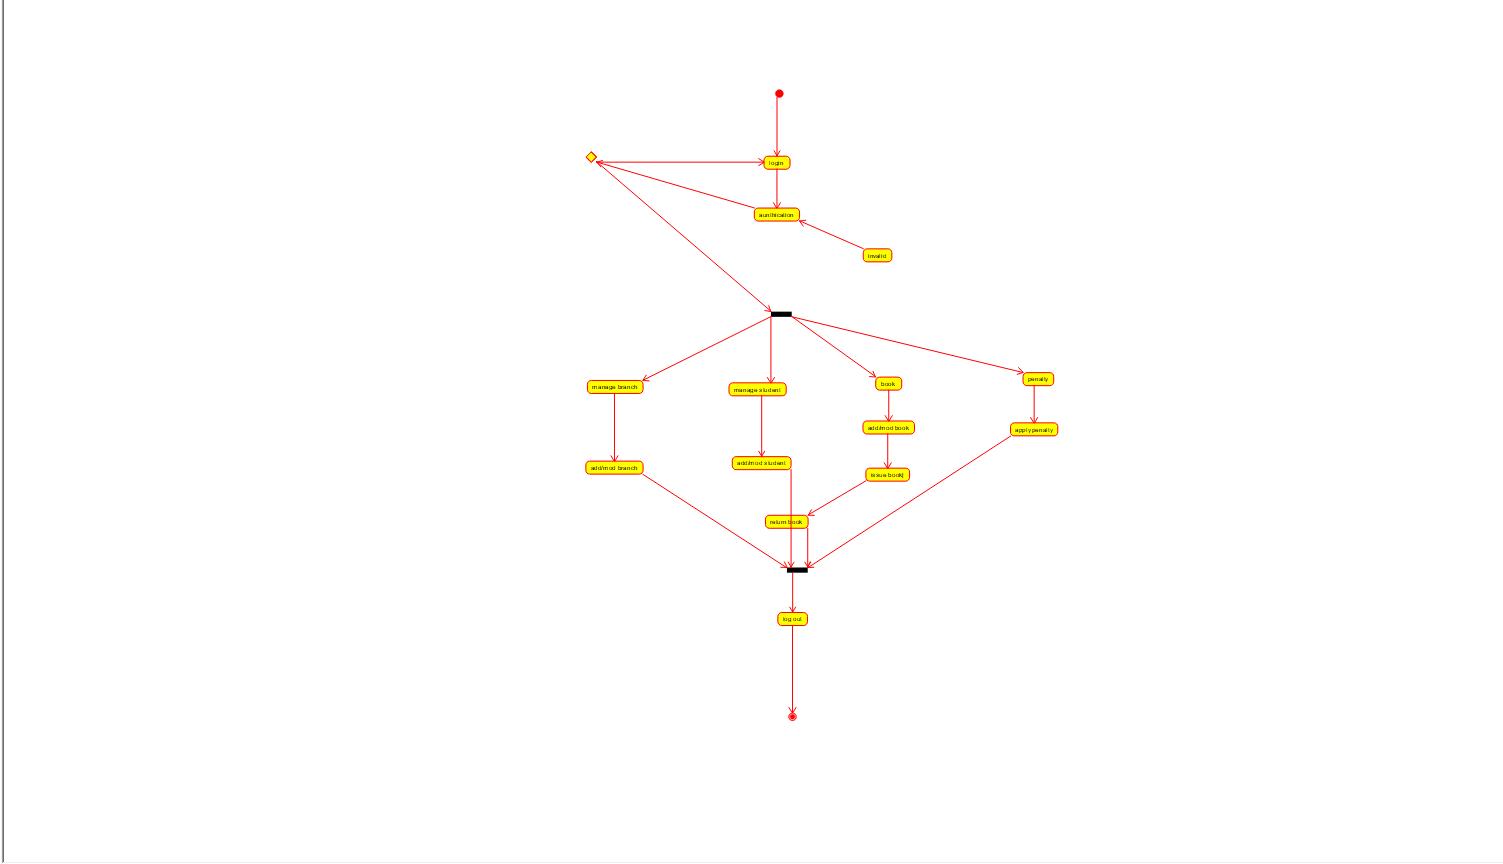 login
aunthication
invalid
manage branch
manage student
book
penalty
add/mod branch
add/mod student
add/mod book
apply penalty
issue book|
return book
log out